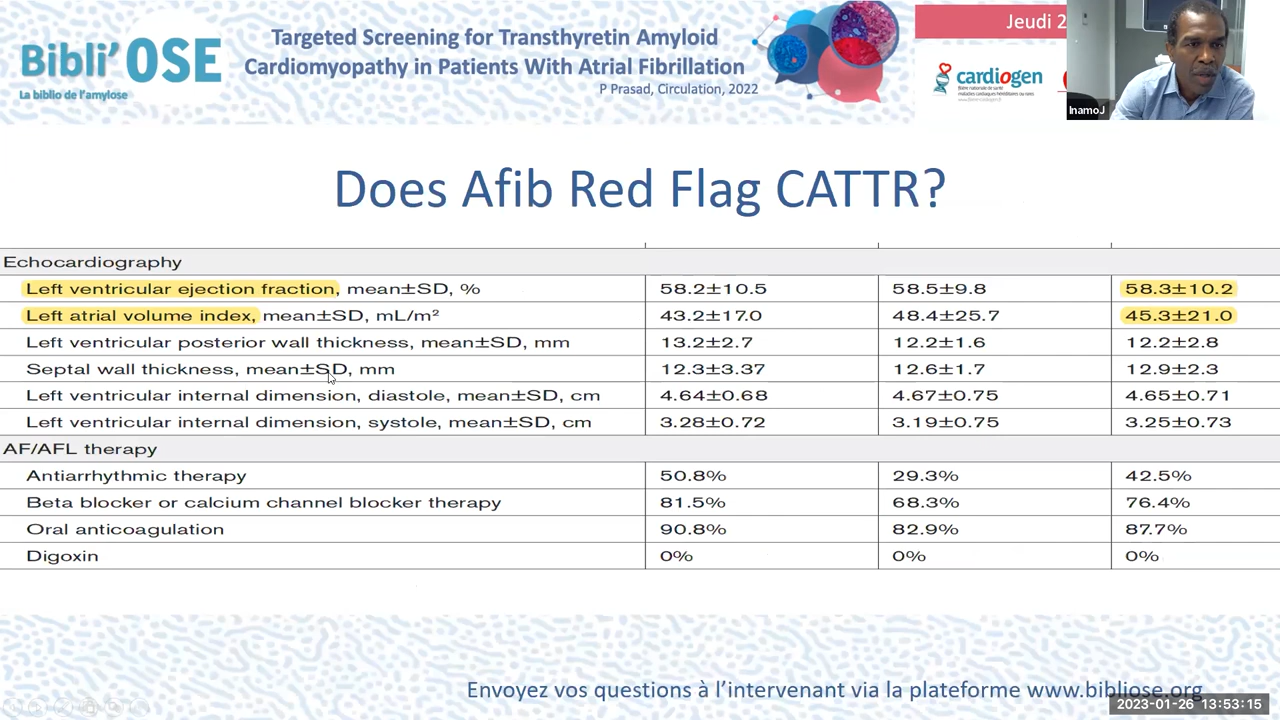 Bibli'OSE
La biblio de l'amylose
Targeted Screening for Transthyretin Amyloid
Cardiomyopathy in Patients With Atrial Fibrillation
P Prasad, Circulation, 2022
Jeudi 2
cardiogen
InamoJ
Does Afib Red Flag CATTR?
Echocardiography
Left ventricular ejection fraction, mean±SD, % 58.2±10.5 58.5±9.8 58.3±10.2
Left atrial volume index, mean±SD, mL/m² 43.2±17.0 48.4±25.7 45.3±21.0
Left ventricular posterior wall thickness, mean±SD, mm 13.2±2.7 12.2±1.6 12.2±2.8
Septal wall thickness, mean±SD, mm 12.3±3.37 12.6±1.7 12.9±2.3
Left ventricular internal dimension, diastole, mean±SD, cm 4.64±0.68 4.67±0.75 4.65±0.71
Left ventricular internal dimension, systole, mean±SD, cm 3.28±0.72 3.19±0.75 3.25±0.73
AF/AFL therapy
Antiarrhythmic therapy 50.8% 29.3% 42.5%
Beta blocker or calcium channel blocker therapy 81.5% 68.3% 76.4%
Oral anticoagulation 90.8% 82.9% 87.7%
Digoxin 0% 0% 0%
Envoyez vos questions à l'intervenant via la plateforme www.bibliose.org
2023-01-26 13:53:15